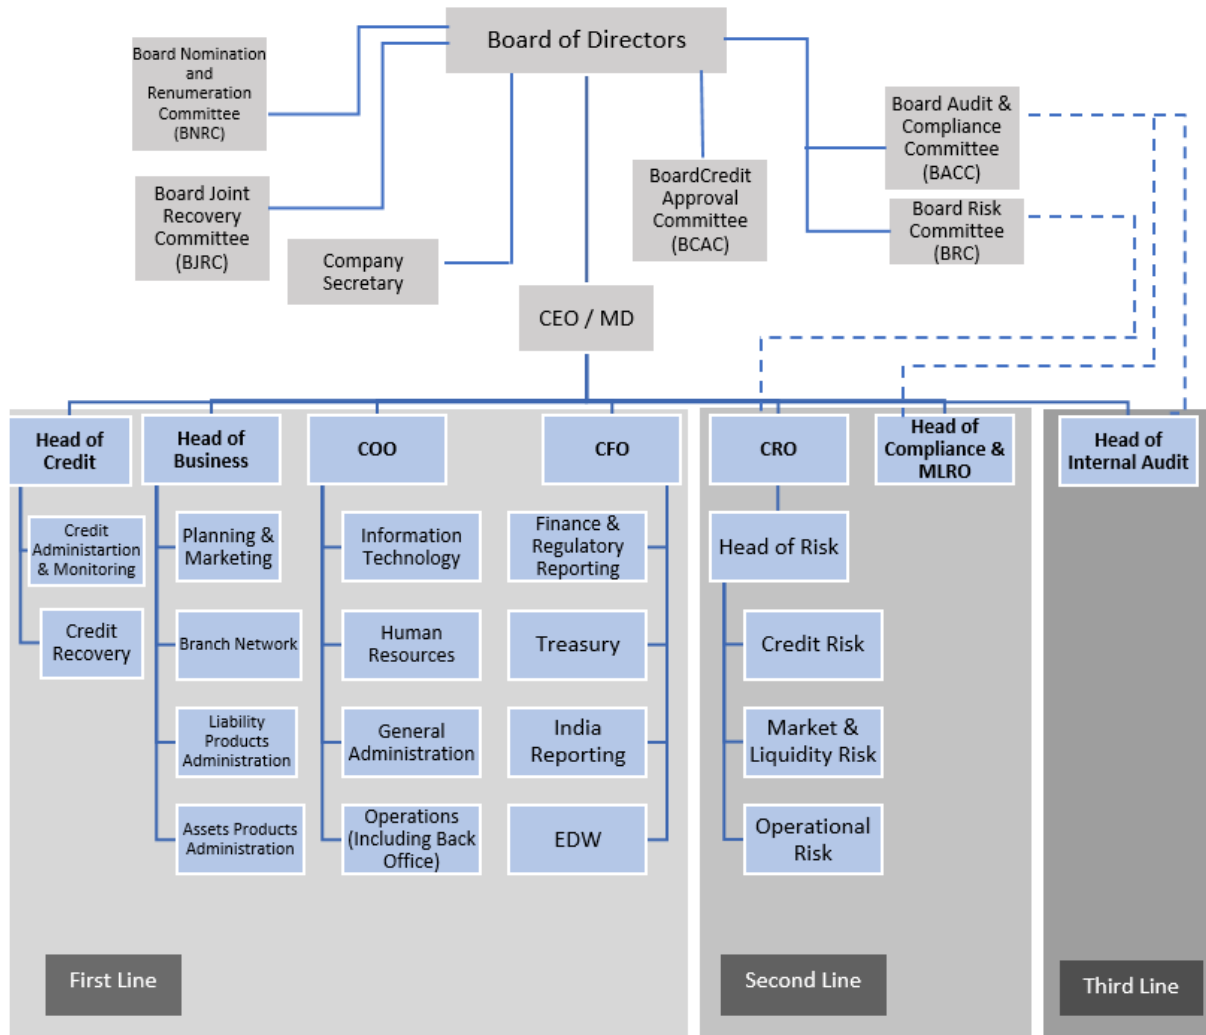 Board of Directors
Board Nomination
and
Renumeration
Committee
(BNRC)
Board Audit &
Compliance
Committee
(BACC)
Board Joint
Recovery
Committee
(BJRC)
BoardCredit
Approval
Committee
(BCAC)
Board Risk
Committee
(BRC)
Company
Secretary
CEO / MD
Head of
Credit
Head of
Business
COO
CFO
CRO
Head of
Compliance &
MLRO
Head of
Internal Audit
Credit
Administartion
& Monitoring
Credit
Recovery
Planning &
Marketing
Branch Network
Liability
Products
Administration
Assets Products
Administration
Information
Technology
Human
Resources
General
Administration
Operations
(Including Back
Office)
Finance &
Regulatory
Reporting
Treasury
India
Reporting
EDW
Head of Risk
Credit Risk
Market &
Liquidity Risk
Operational
Risk
First Line
Second Line
Third Line